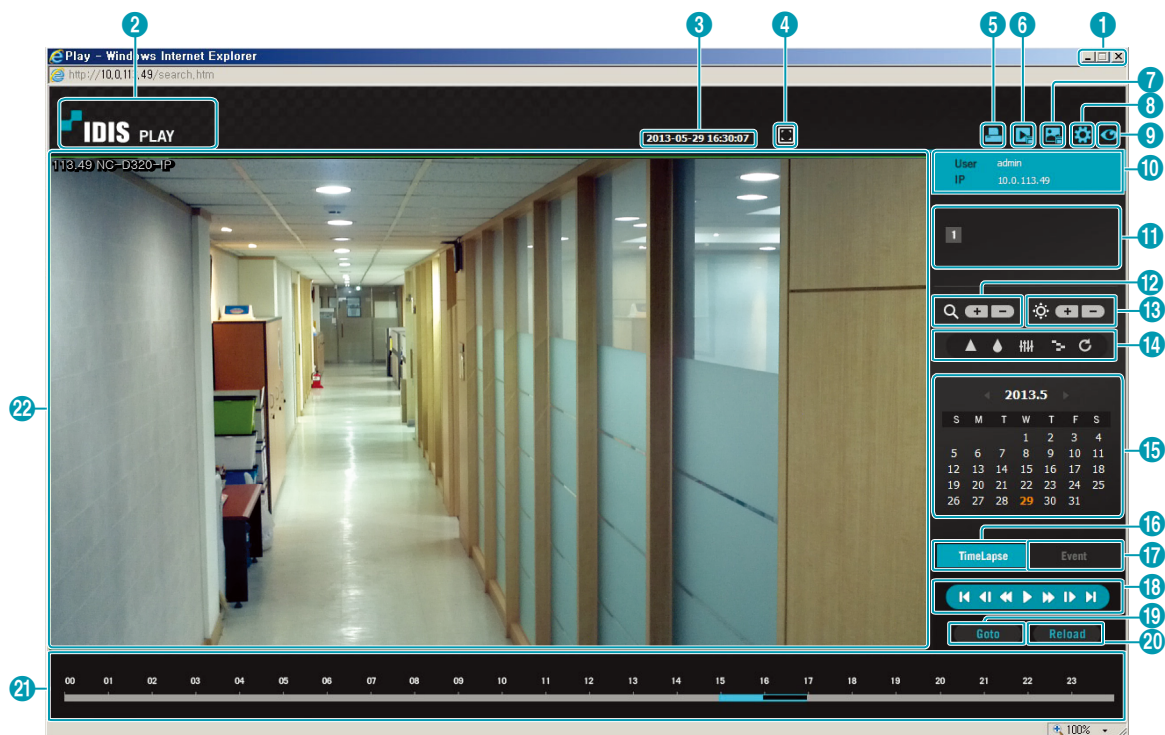 2 3 4 5 6 1
Play - Windows Internet Explorer
http://10.0.113.49/search.htm
7
8
IDIS PLAY
2013-05-29 16:30:07
9
113.49 NC-D320-IP
User admin
10
IP 10.0.113.49
1
11
12
13
14
2013.5
S M T W T F S
1 2 3 4
5 6 7 8 9 10 11
15
12 13 14 15 16 17 18
19 20 21 22 23 24 25
26 27 28 29 30 31
22
16
TimeLapse Event
17
18
19
Goto Reload
20
21
00 01 02 03 04 05 06 07 08 09 10 11 12 13 14 15 16 17 18 19 20 21 22 23
100%